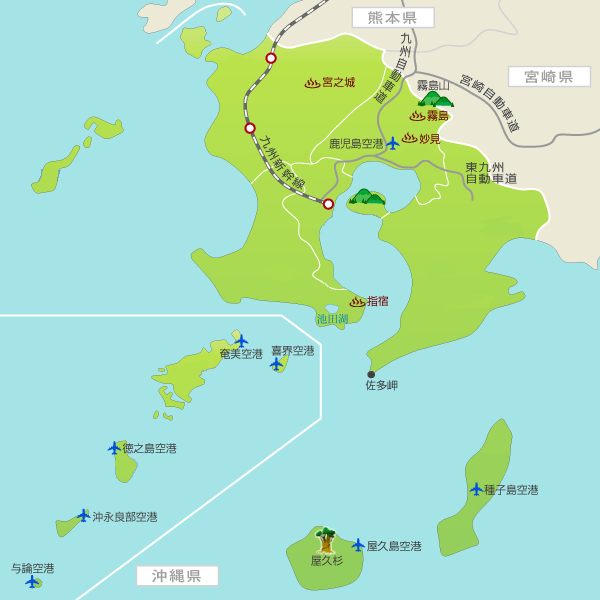 熊本県
宮崎県
九州自動車道
宮崎自動車道
宮之城
霧島山
霧島
鹿児島空港
妙見
九州新幹線
東九州
自動車道
指宿
池田湖
佐多岬
奄美空港
喜界空港
徳之島空港
沖永良部空港
与論空港
沖縄県
種子島空港
屋久島空港
屋久杉